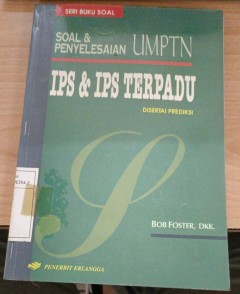 SERI BUKU SOAL
SOAL &
PENYELESAIAN UMPTN
IPS & IPS TERPADU
DISERTAI PREDIKSI
BOB FOSTER, DKK.
PENERBIT ERLANGGA